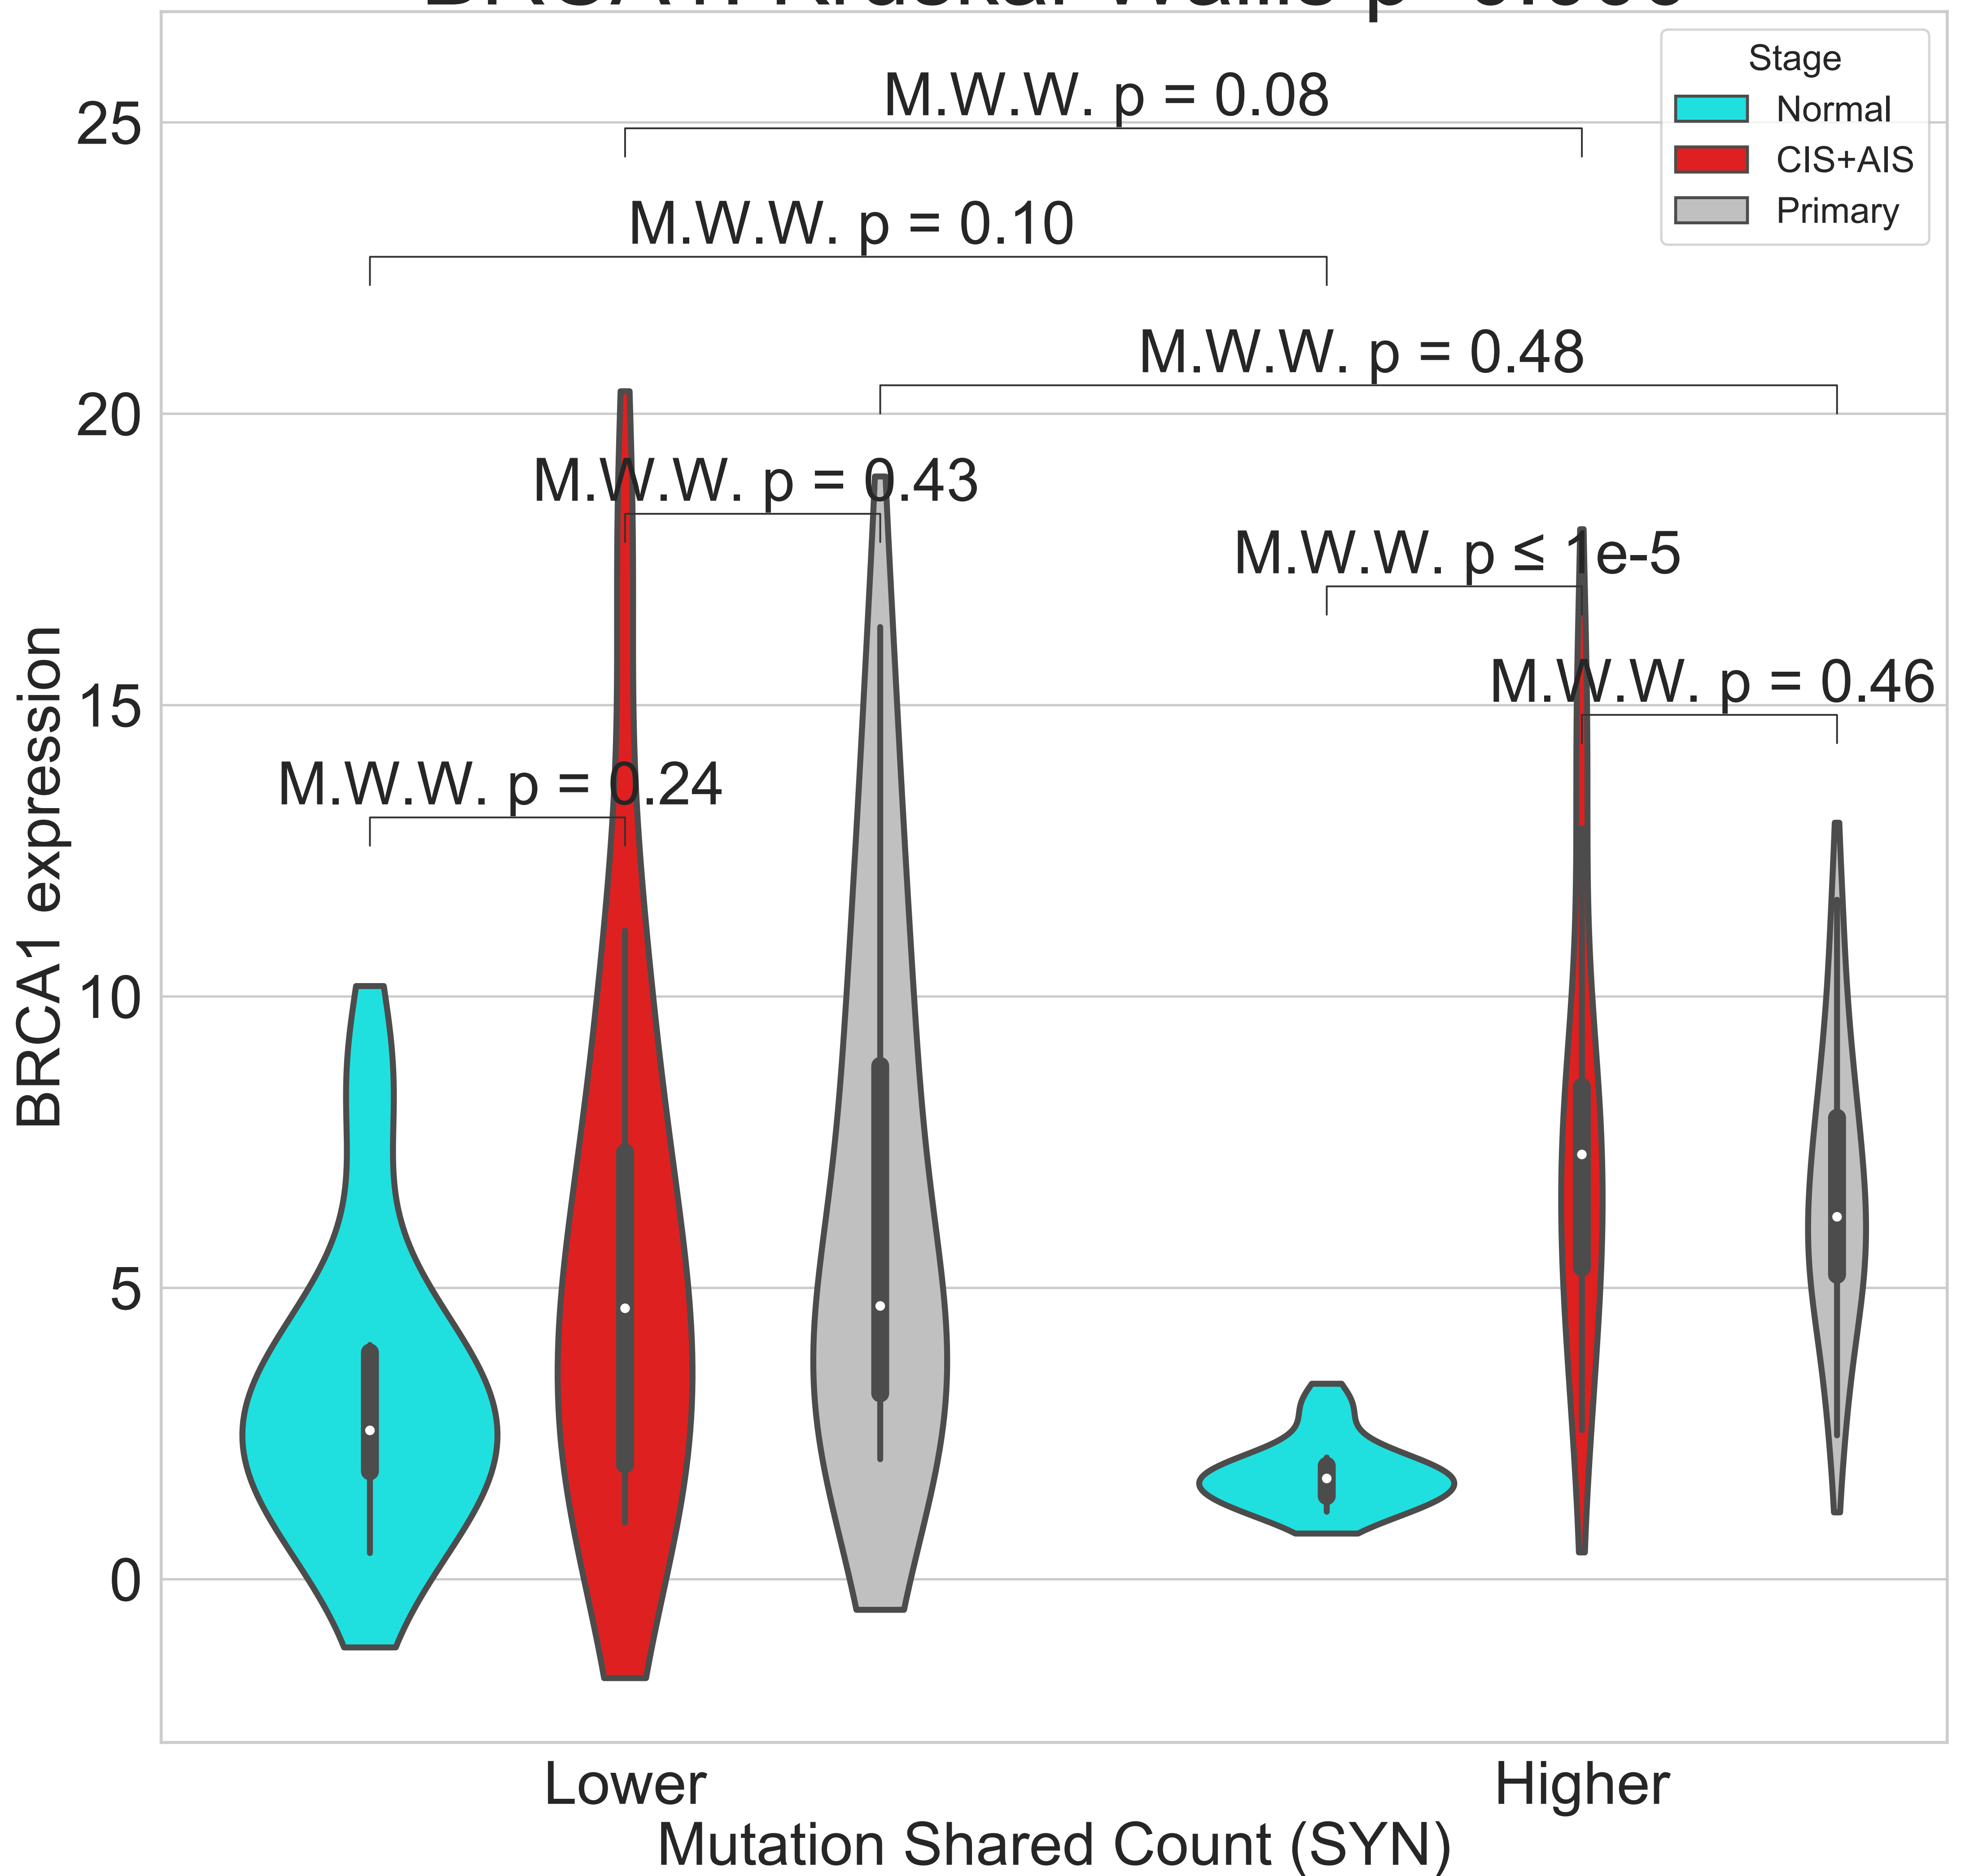 Stage
Normal
CIS+AIS
Primary
M.W.W. p = 0.08
M.W.W. p = 0.10
M.W.W. p = 0.48
M.W.W. p = 0.43
M.W.W. p ≤ 1e-5
M.W.W. p = 0.46
M.W.W. p = 0.24
25
20
15
10
5
0
BRCA1 expression
Lower
Higher
Mutation Shared Count (SYN)